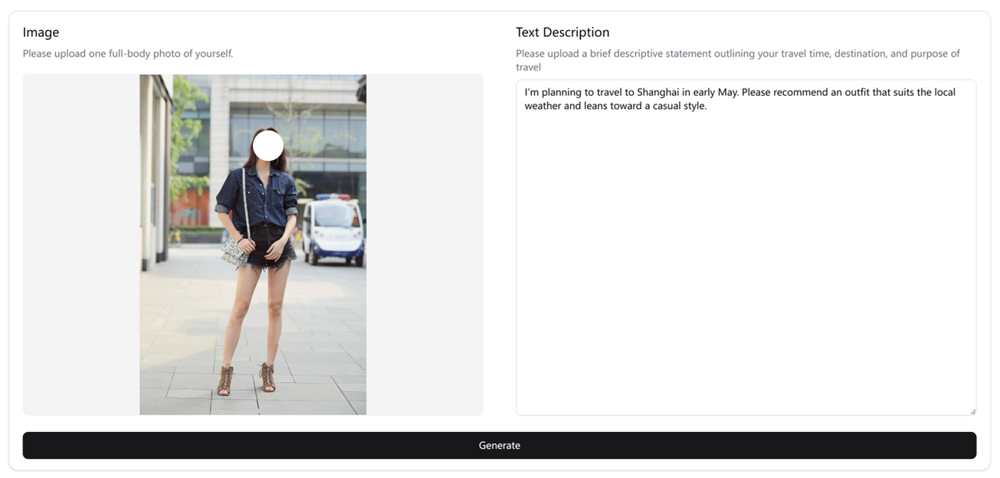 Image
Please upload one full-body photo of yourself.
Text Description
Please upload a brief descriptive statement outlining your travel time, destination, and purpose of
travel
I'm planning to travel to Shanghai in early May. Please recommend an outfit that suits the local
weather and leans toward a casual style.
Generate